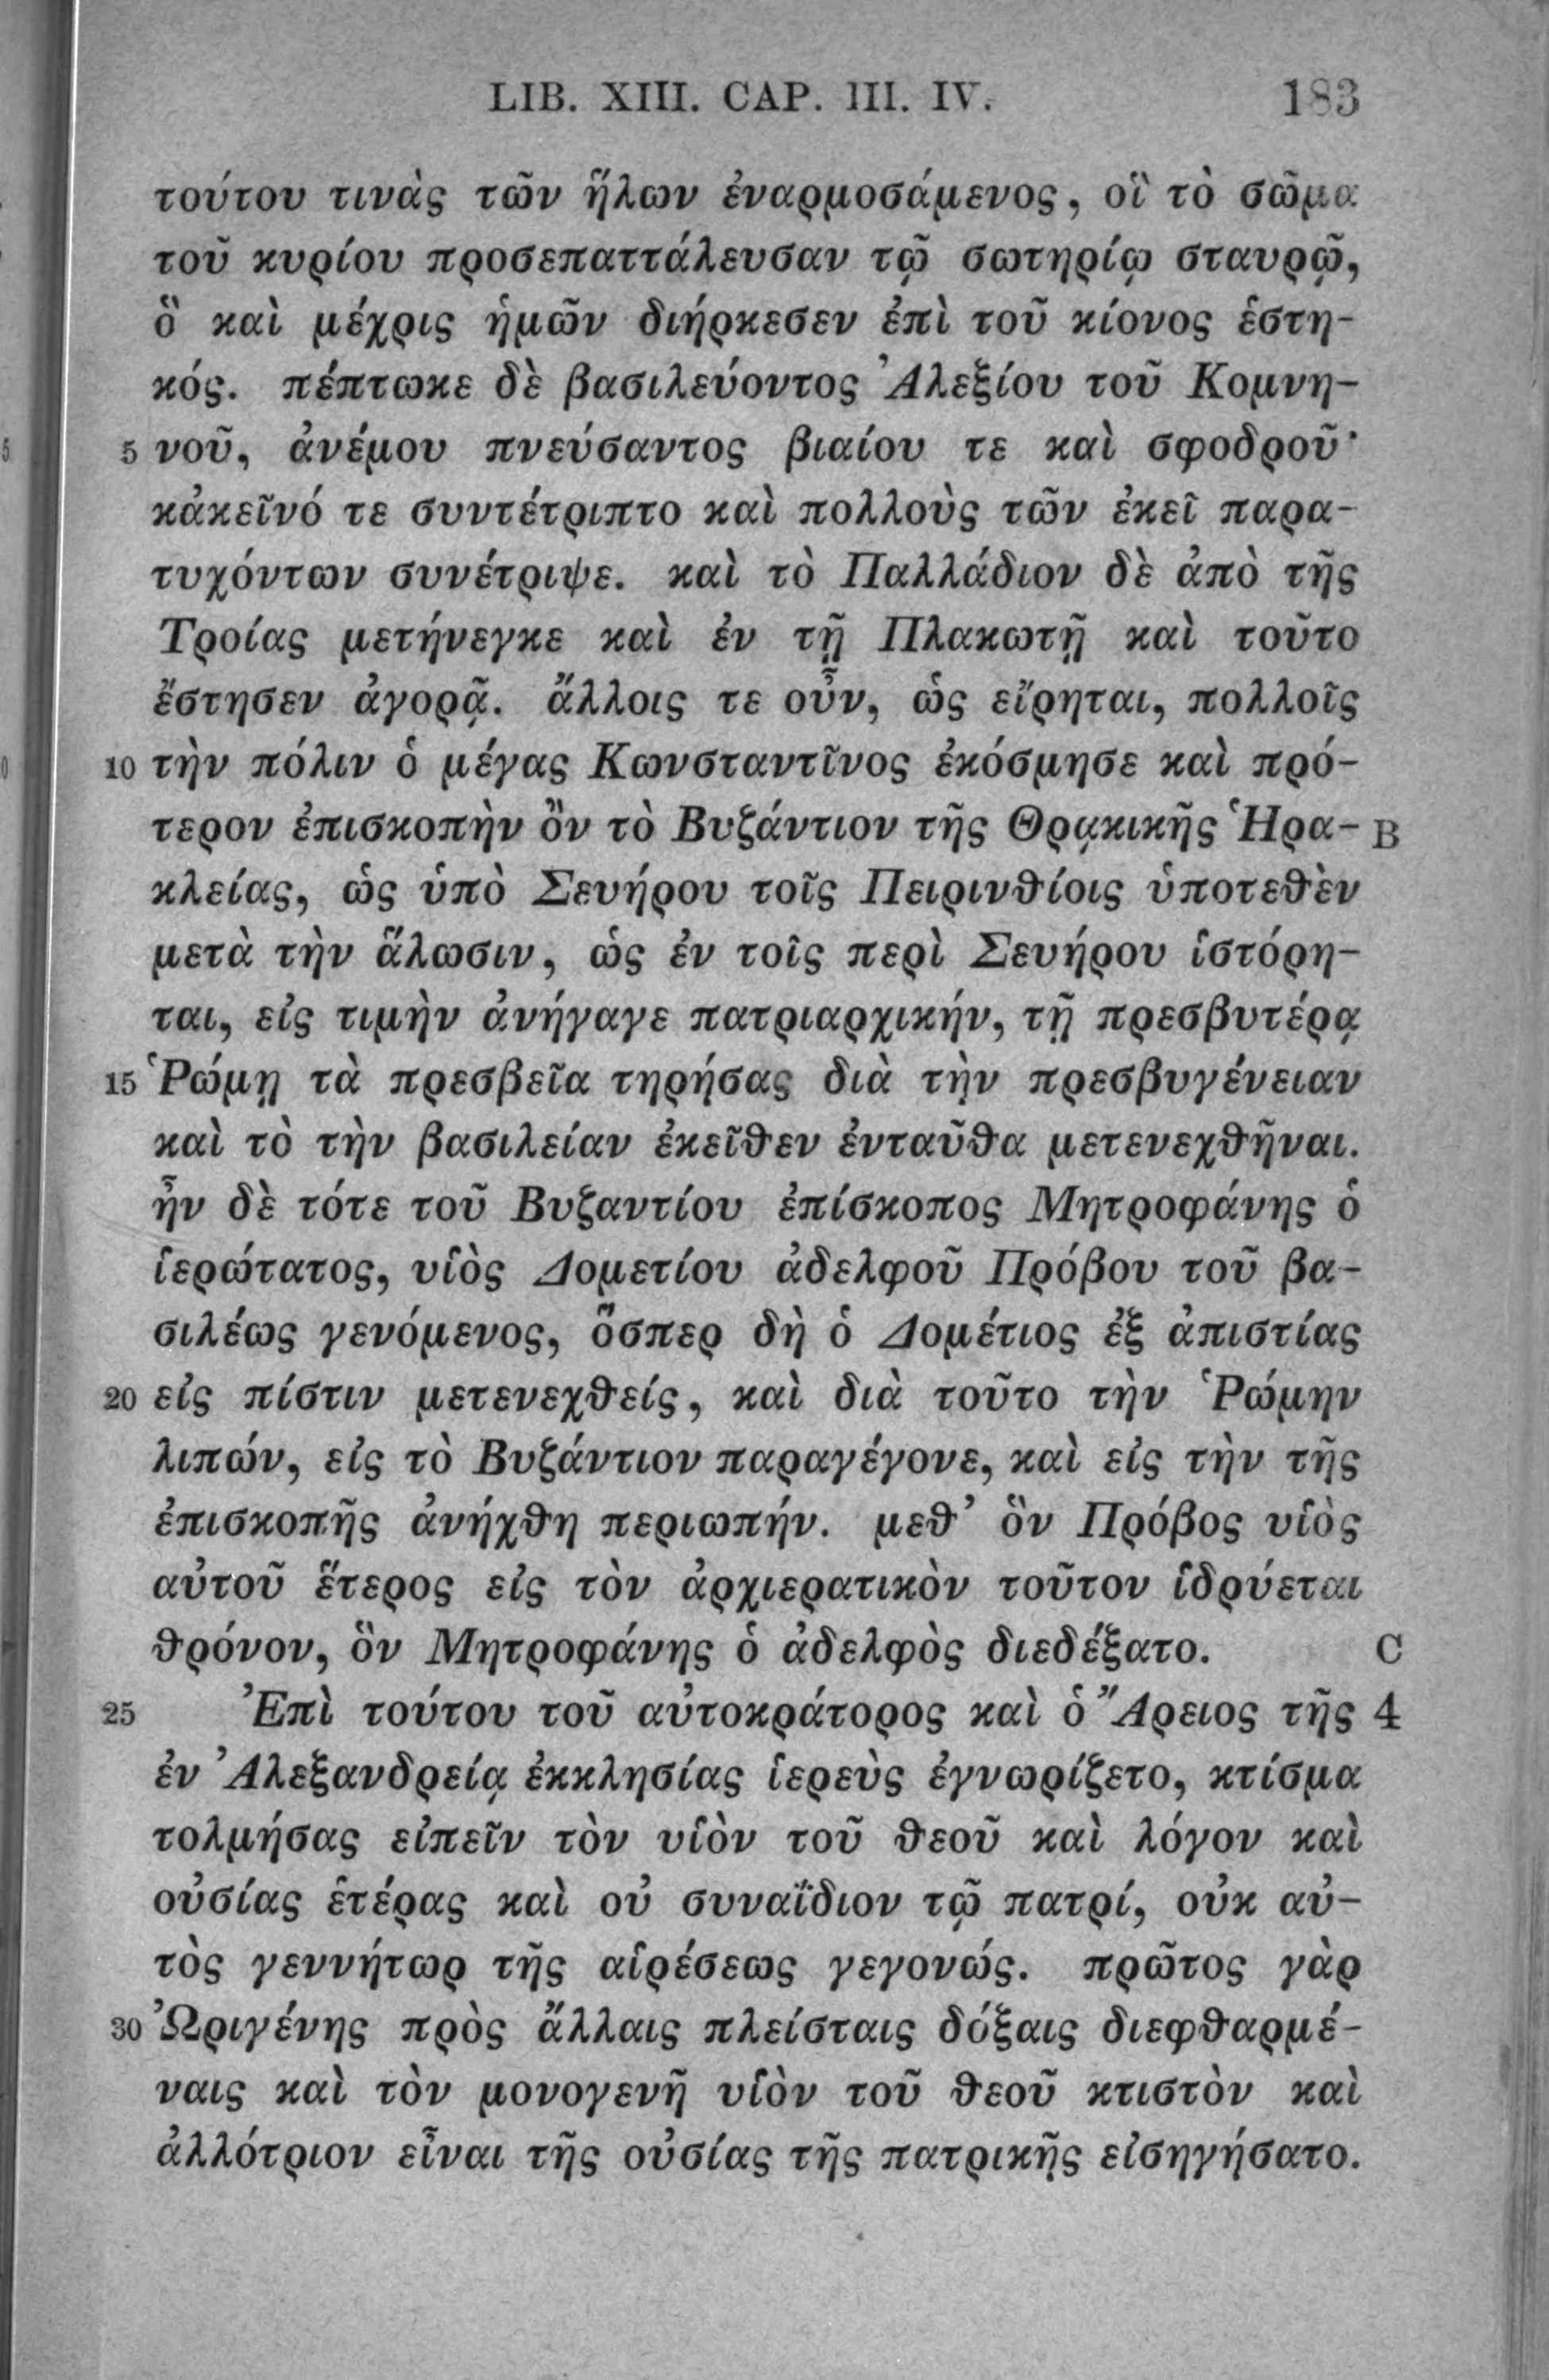 LIB. XIII. CAP. III. IV. 183
τούτου τινὰς τῶν ἥλων ἐναρμοσάμενος, οἳ τὸ σῶμα
τοῦ κυρίου προσεπαττάλευσαν τῷ σωτηρίῳ σταυρῷ,
ὃ καὶ μέχρις ἡμῶν διήρκεσεν ἐπὶ τοῦ κίονος ἑστη-
κός. πέπτωκε δὲ βασιλεύοντος Ἀλεξίου τοῦ Κομνη-
5 νοῦ, ἀνέμου πνεύσαντος βιαίου τε καὶ σφοδροῦ·
κἀκεῖνό τε συντέτριπτο καὶ πολλοὺς τῶν ἐκεῖ παρα-
τυχόντων συνέτριψε. καὶ τὸ Παλλάδιον δὲ ἀπὸ τῆς
Τροίας μετήνεγκε καὶ ἐν τῇ Πλακωτῇ καὶ τοῦτο
ἔστησεν ἀγορᾷ. ἄλλοις τε οὖν, ὡς εἴρηται, πολλοῖς
10 τὴν πόλιν ὁ μέγας Κωνσταντῖνος ἐκόσμησε καὶ πρό-
τερον ἐπισκοπὴν ὂν τὸ Βυζάντιον τῆς Θρᾳκικῆς Ἡρα- B
κλείας, ὡς ὑπὸ Σευήρου τοῖς Πειρινθίοις ὑποτεθὲν
μετὰ τὴν ἅλωσιν, ὡς ἐν τοῖς περὶ Σευήρου ἱστόρη-
ται, εἰς τιμὴν ἀνήγαγε πατριαρχικήν, τῇ πρεσβυτέρᾳ
15 Ῥώμῃ τὰ πρεσβεῖα τηρήσας διὰ τὴν πρεσβυγένειαν
καὶ τὸ τὴν βασιλείαν ἐκεῖθεν ἐνταῦθα μετενεχθῆναι.
ἦν δὲ τότε τοῦ Βυζαντίου ἐπίσκοπος Μητροφάνης ὁ
ἱερώτατος, υἱὸς Δομετίου ἀδελφοῦ Πρόβου τοῦ βα-
σιλέως γενόμενος, ὅσπερ δὴ ὁ Δομέτιος ἐξ ἀπιστίας
20 εἰς πίστιν μετενεχθείς, καὶ διὰ τοῦτο τὴν Ῥώμην
λιπών, εἰς τὸ Βυζάντιον παραγέγονε, καὶ εἰς τὴν τῆς
ἐπισκοπῆς ἀνήχθη περιωπήν. μεθ' ὃν Πρόβος υἱὸς
αὐτοῦ ἕτερος εἰς τὸν ἀρχιερατικὸν τοῦτον ἱδρύεται
θρόνον, ὃν Μητροφάνης ὁ ἀδελφὸς διεδέξατο. C
25 Ἐπὶ τούτου τοῦ αὐτοκράτορος καὶ ὁ Ἄρειος τῆς 4
ἐν Ἀλεξανδρείᾳ ἐκκλησίας ἱερεὺς ἐγνωρίζετο, κτίσμα
τολμήσας εἰπεῖν τὸν υἱὸν τοῦ θεοῦ καὶ λόγον καὶ
οὐσίας ἑτέρας καὶ οὐ συναΐδιον τῷ πατρί, οὐκ αὐ-
τὸς γεννήτωρ τῆς αἱρέσεως γεγονώς. πρῶτος γὰρ
30 Ὠριγένης πρὸς ἄλλαις πλείσταις δόξαις διεφθαρμέ-
ναις καὶ τὸν μονογενῆ υἱὸν τοῦ θεοῦ κτιστὸν καὶ
ἀλλότριον εἶναι τῆς οὐσίας τῆς πατρικῆς εἰσηγήσατο.